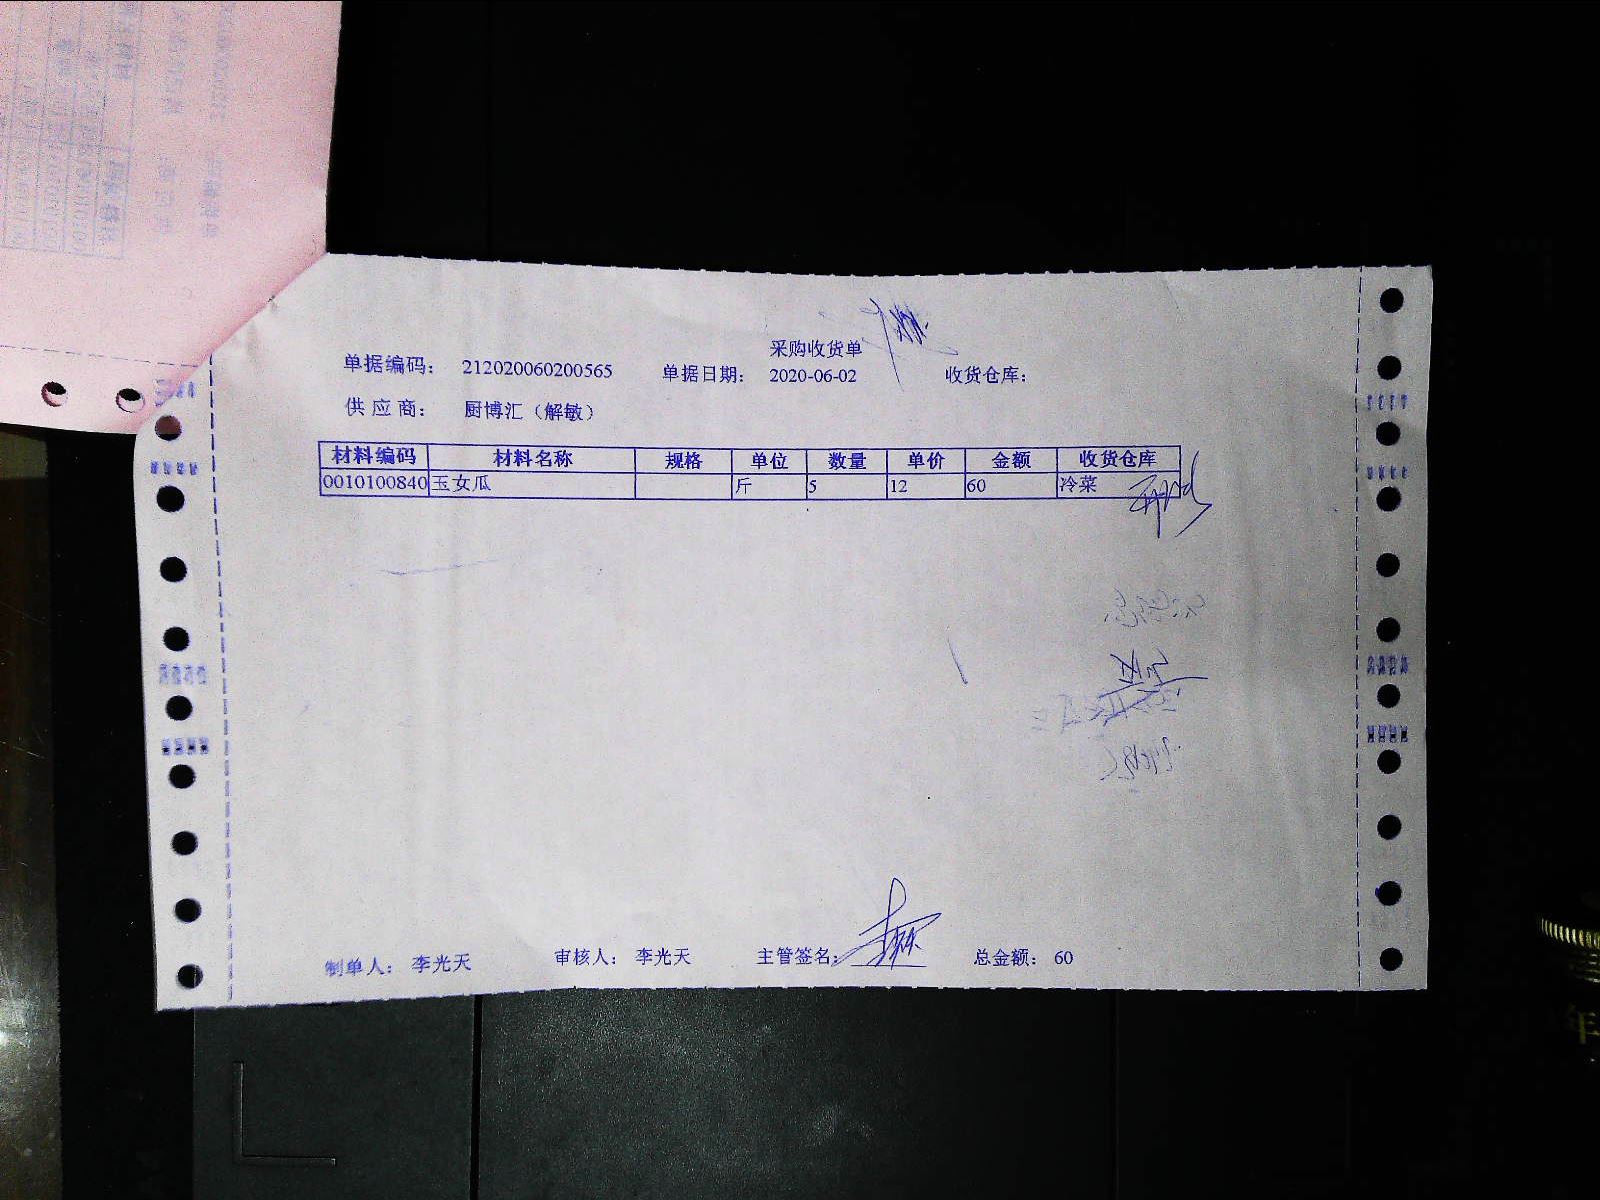 采购收货单
单据编码： 212020060200565 单据日期： 2020-06-02 收货仓库：
供应商： 厨博汇（解敏）
材料编码 材料名称 规格 单位 数量 单价 金额 收货仓库
0010100840 玉女瓜 斤 5 12 60 冷菜
制单人： 李光天 审核人： 李光天 主管签名： 总金额： 60